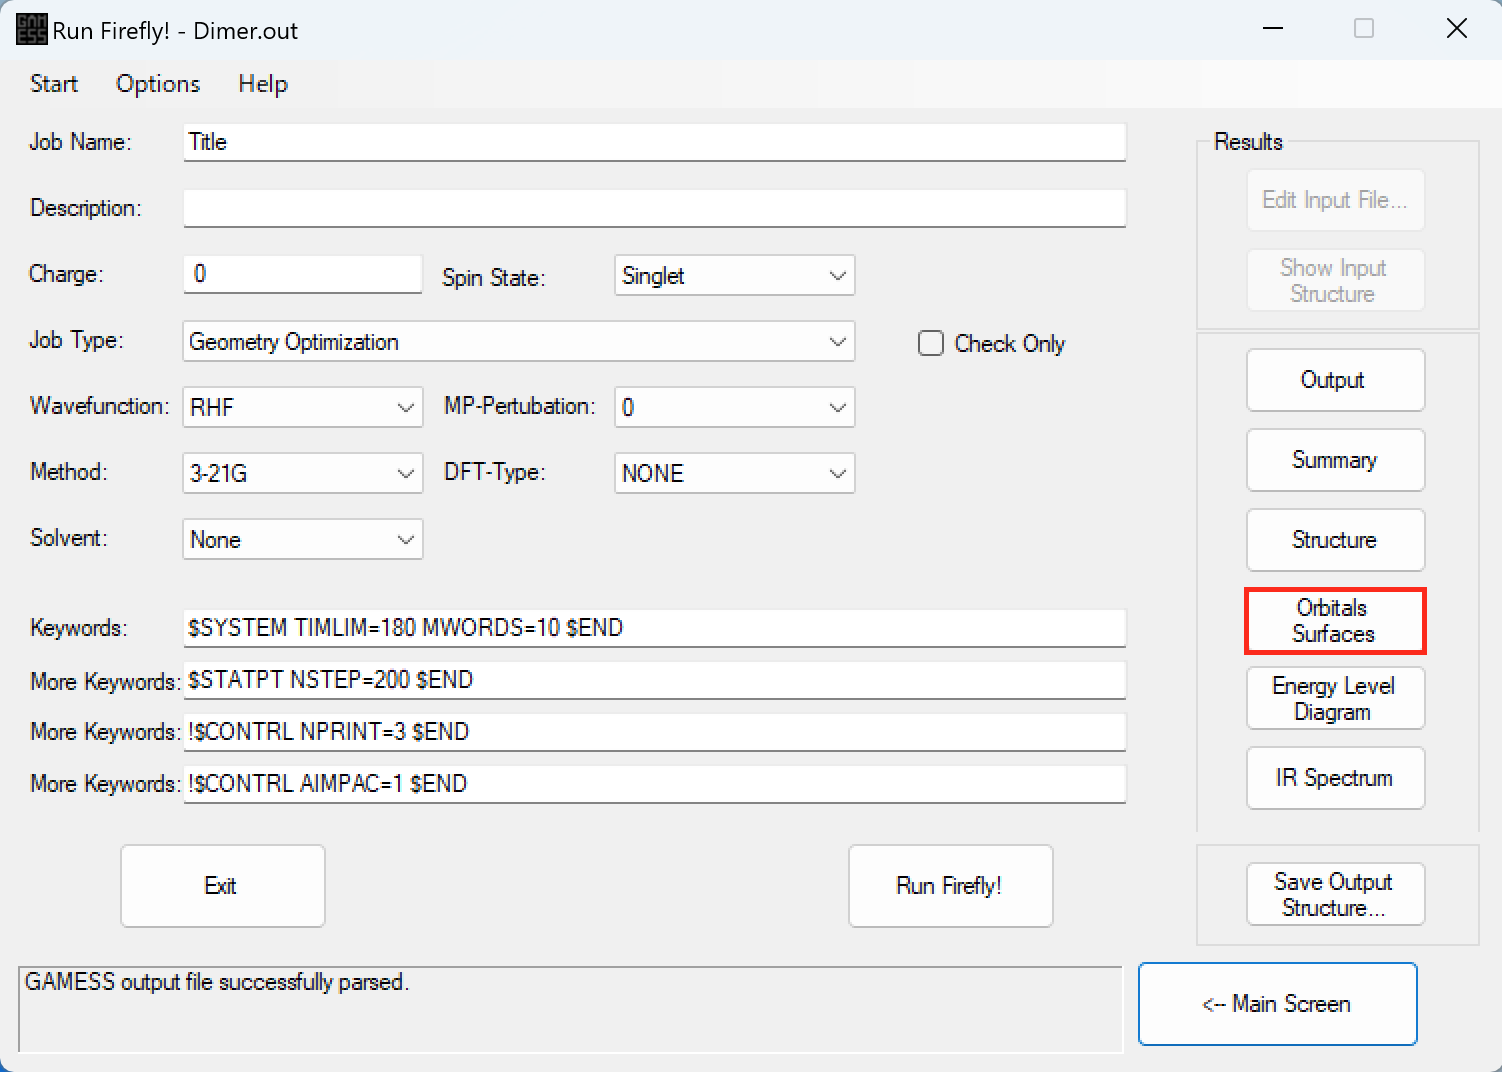 GAM
ESS
Run Firefly! - Dimer.out
Start Options Help
Job Name: Title
Description:
Charge: 0 Spin State: Singlet
Job Type: Geometry Optimization Check Only
Wavefunction: RHF MP-Pertubation: 0
Method: 3-21G DFT-Type: NONE
Solvent: None
Keywords: $SYSTEM TIMLIM=180 MWORDS=10 $END
More Keywords: $STATPT NSTEP=200 $END
More Keywords: !$CONTRL NPRINT=3 $END
More Keywords: !$CONTRL AIMPAC=1 $END
Exit Run Firefly!
GAMESS output file successfully parsed.
Results
Edit Input File...
Show Input
Structure
Output
Summary
Structure
Orbitals
Surfaces
Energy Level
Diagram
IR Spectrum
Save Output
Structure...
<-- Main Screen